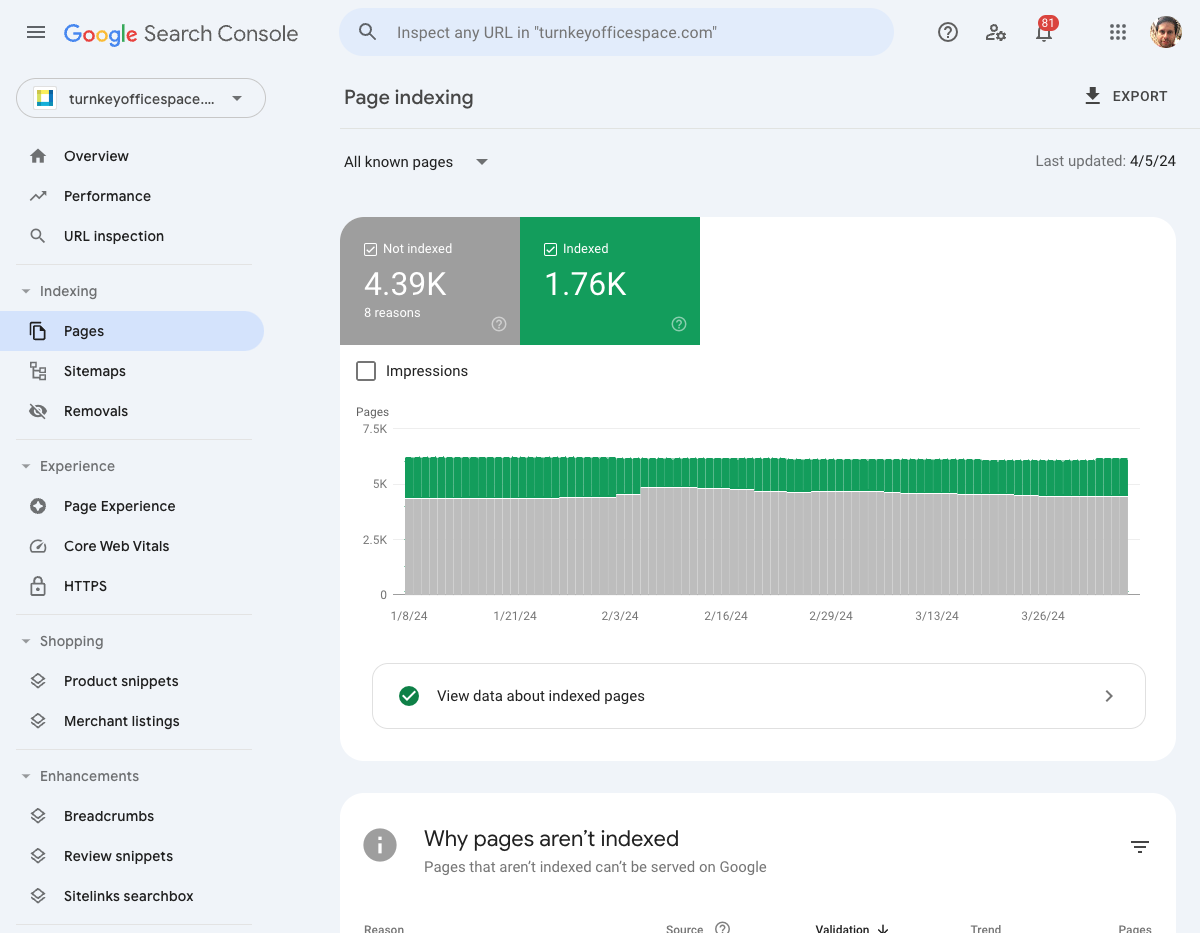 Google Search Console
Inspect any URL in "turnkeyofficespace.com"
81
turnkeyofficespace....
Overview
Performance
URL inspection
Indexing
Pages
Sitemaps
Removals
Experience
Page Experience
Core Web Vitals
HTTPS
Shopping
Product snippets
Merchant listings
Enhancements
Breadcrumbs
Review snippets
Sitelinks searchbox
Page indexing
EXPORT
All known pages
Last updated: 4/5/24
Not indexed
4.39K
8 reasons
Indexed
1.76K
Impressions
Pages
7.5K
5K
2.5K
0
1/8/24 1/21/24 2/3/24 2/16/24 2/29/24 3/13/24 3/26/24
View data about indexed pages
Why pages aren’t indexed
Pages that aren’t indexed can’t be served on Google
Reason Source Validation Trend Pages